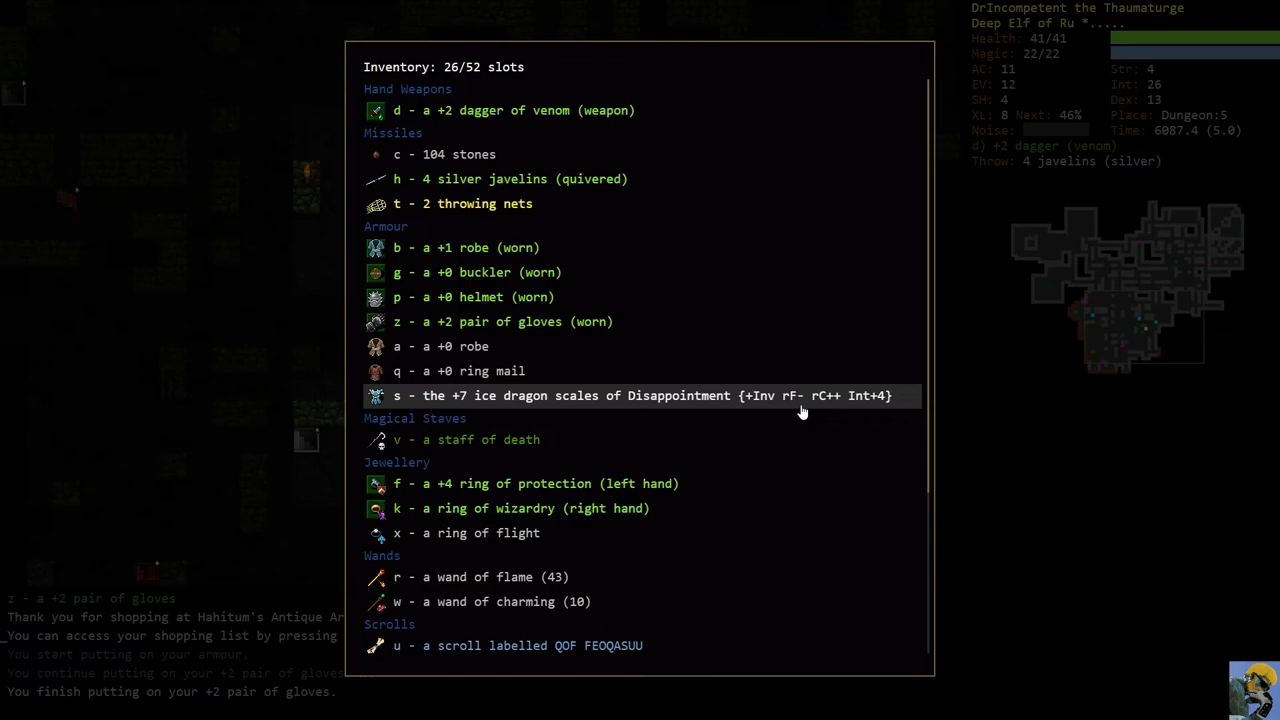 DrIncompetent the Thaumaturge
Deep Elf of Ru *.....
Health: 41/41
Magic: 22/22
AC: 11 Str: 4
EV: 12 Int: 26
SH: 4 Dex: 13
XL: 8 Next: 46% Place: Dungeon:5
Noise: Time: 6087.4 (5.0)
d) +2 dagger (venom)
Throw: 4 javelins (silver)
Inventory: 26/52 slots
Hand Weapons
d - a +2 dagger of venom (weapon)
Missiles
c - 104 stones
h - 4 silver javelins (quivered)
t - 2 throwing nets
Armour
b - a +1 robe (worn)
g - a +0 buckler (worn)
p - a +0 helmet (worn)
z - a +2 pair of gloves (worn)
a - a +0 robe
q - a +0 ring mail
s - the +7 ice dragon scales of Disappointment {+Inv rF- rC++ Int+4}
Magical Staves
v - a staff of death
Jewellery
f - a +4 ring of protection (left hand)
k - a ring of wizardry (right hand)
x - a ring of flight
Wands
r - a wand of flame (43)
w - a wand of charming (10)
Scrolls
u - a scroll labelled QOF FEOQASUU
z - a +2 pair of gloves
Thank you for shopping at Hahitum's Antique Ar
_You can access your shopping list by pressing
You start putting on your armour.
You continue putting on your +2 pair of gloves
You finish putting on your +2 pair of gloves.